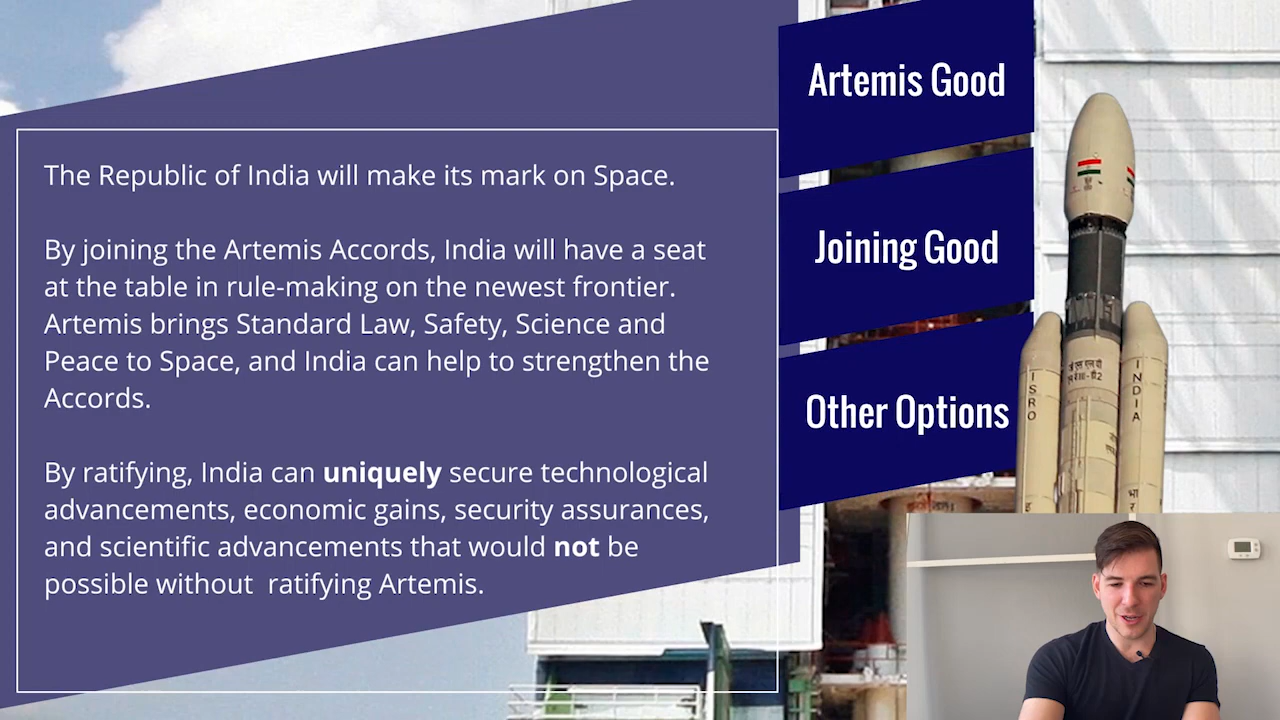 The Republic of India will make its mark on Space.
By joining the Artemis Accords, India will have a seat
at the table in rule-making on the newest frontier.
Artemis brings Standard Law, Safety, Science and
Peace to Space, and India can help to strengthen the
Accords.
By ratifying, India can uniquely secure technological
advancements, economic gains, security assurances,
and scientific advancements that would not be
possible without  ratifying Artemis.
Artemis Good
Joining Good
Other Options
ISRO
INDIA